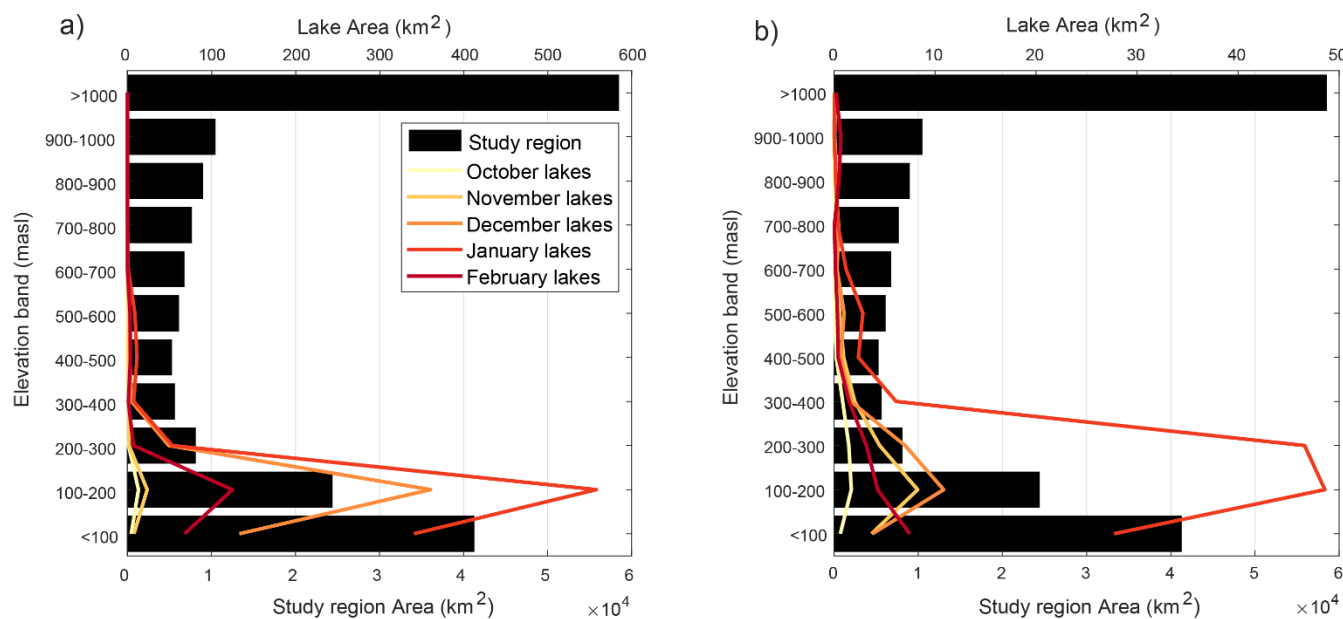 a)
Lake Area (km²)
0 100 200 300 400 500 600
>1000
900-1000
800-900
700-800
600-700
500-600
400-500
300-400
200-300
100-200
<100
Elevation band (masl)
Study region
October lakes
November lakes
December lakes
January lakes
February lakes
0 1 2 3 4 5 6
Study region Area (km²)
×10⁴
b)
Lake Area (km²)
0 10 20 30 40 50
>1000
900-1000
800-900
700-800
600-700
500-600
400-500
300-400
200-300
100-200
<100
Elevation band (masl)
0 1 2 3 4 5 6
Study region Area (km²)
×10⁴